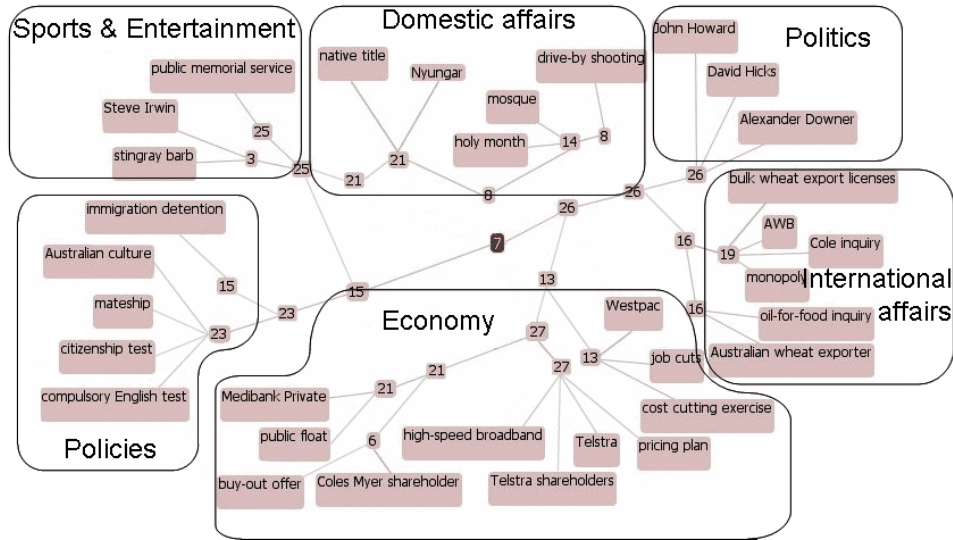 Sports & Entertainment
public memorial service
Steve Irwin
25
3
stingray barb
25
Domestic affairs
native title
Nyungar
drive-by shooting
mosque
holy month
14
8
21
21
8
Politics
John Howard
David Hicks
Alexander Downer
26
26
26
7
15
13
immigration detention
Australian culture
15
mateship
23
23
citizenship test
compulsory English test
Policies
bulk wheat export licenses
AWB
16
19
Cole inquiry
monopoly
International
affairs
16
oil-for-food inquiry
Australian wheat exporter
Economy
Westpac
27
13
job cuts
27
21
21
Medibank Private
cost cutting exercise
public float
6
high-speed broadband
Telstra
pricing plan
buy-out offer
Coles Myer shareholder
Telstra shareholders